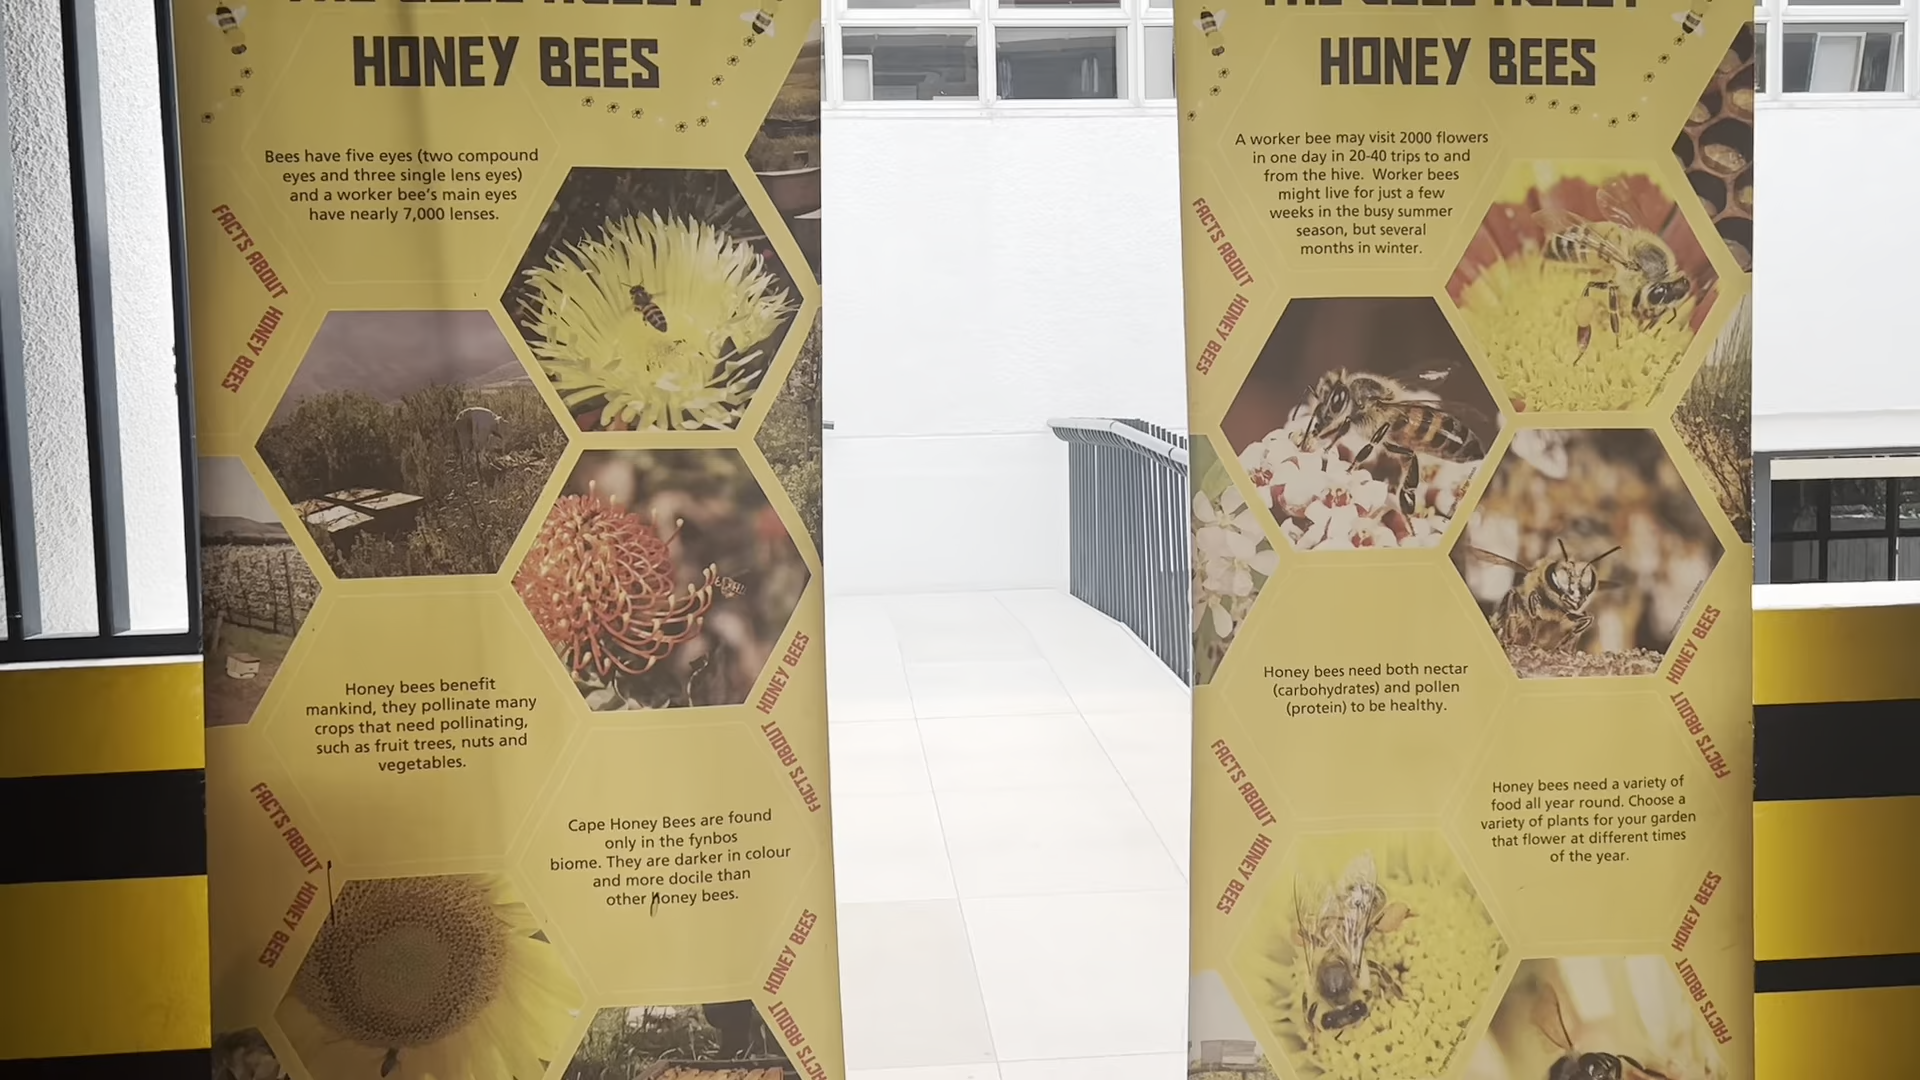 HONEY BEES
Bees have five eyes (two compound
eyes and three single lens eyes)
and a worker bee's main eyes
have nearly 7,000 lenses.
FACTS ABOUT
HONEY BEES
Honey bees benefit
mankind, they pollinate many
crops that need pollinating,
such as fruit trees, nuts and
vegetables.
HONEY BEES
FACTS ABOUT
FACTS ABOUT
HONEY BEES
Cape Honey Bees are found
only in the fynbos
biome. They are darker in colour
and more docile than
other honey bees.
HONEY BEES
FACTS ABOUT
HONEY BEES
A worker bee may visit 2000 flowers
in one day in 20-40 trips to and
from the hive. Worker bees
might live for just a few
weeks in the busy summer
season, but several
months in winter.
FACTS ABOUT
HONEY BEES
Honey bees need both nectar
(carbohydrates) and pollen
(protein) to be healthy.
HONEY BEES
FACTS ABOUT
FACTS ABOUT
HONEY BEES
Honey bees need a variety of
food all year round. Choose a
variety of plants for your garden
that flower at different times
of the year.
HONEY BEES
FACTS ABOUT